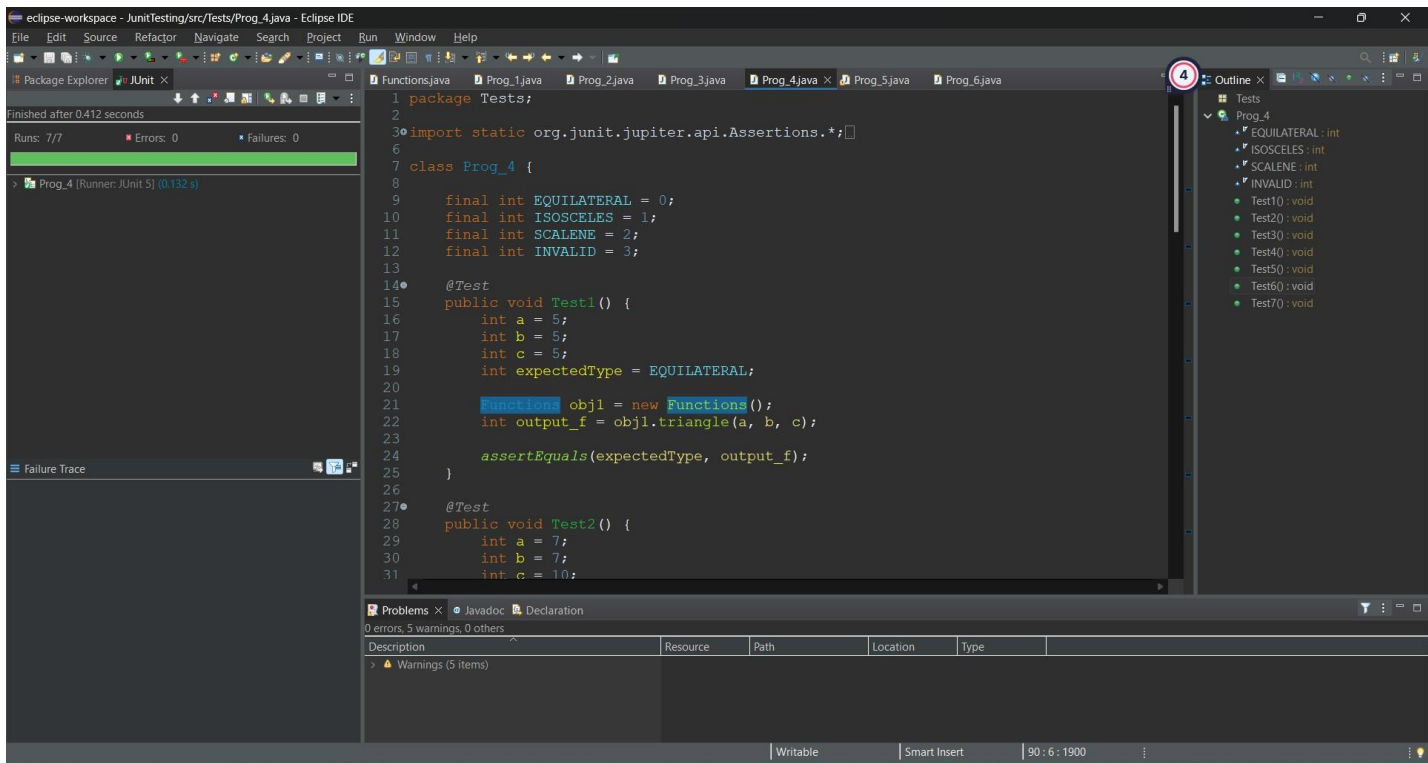 eclipse-workspace - JunitTesting/src/Tests/Prog_4.java - Eclipse IDE
File Edit Source Refactor Navigate Search Project Run Window Help
Package Explorer JUnit
Finished after 0.412 seconds
Runs: 7/7 Errors: 0 Failures: 0
Prog_4 [Runner: JUnit 5] (0.132 s)
Failure Trace
Functions.java Prog_1.java Prog_2.java Prog_3.java Prog_4.java Prog_5.java Prog_6.java
1 package Tests;
2
3 import static org.junit.jupiter.api.Assertions.*;
6
7 class Prog_4 {
8
9 final int EQUILATERAL = 0;
10 final int ISOSCELES = 1;
11 final int SCALENE = 2;
12 final int INVALID = 3;
13
14 @Test
15 public void Test1() {
16 int a = 5;
17 int b = 5;
18 int c = 5;
19 int expectedType = EQUILATERAL;
20
21 Functions obj1 = new Functions();
22 int output_f = obj1.triangle(a, b, c);
23
24 assertEquals(expectedType, output_f);
25 }
26
27 @Test
28 public void Test2() {
29 int a = 7;
30 int b = 7;
31 int c = 10;
4
Outline
Tests
Prog_4
EQUILATERAL : int
ISOSCELES : int
SCALENE : int
INVALID : int
Test1() : void
Test2() : void
Test3() : void
Test4() : void
Test5() : void
Test6() : void
Test7() : void
Problems Javadoc Declaration
0 errors, 5 warnings, 0 others
Description Resource Path Location Type
Warnings (5 items)
Writable Smart Insert 90 : 6 : 1900